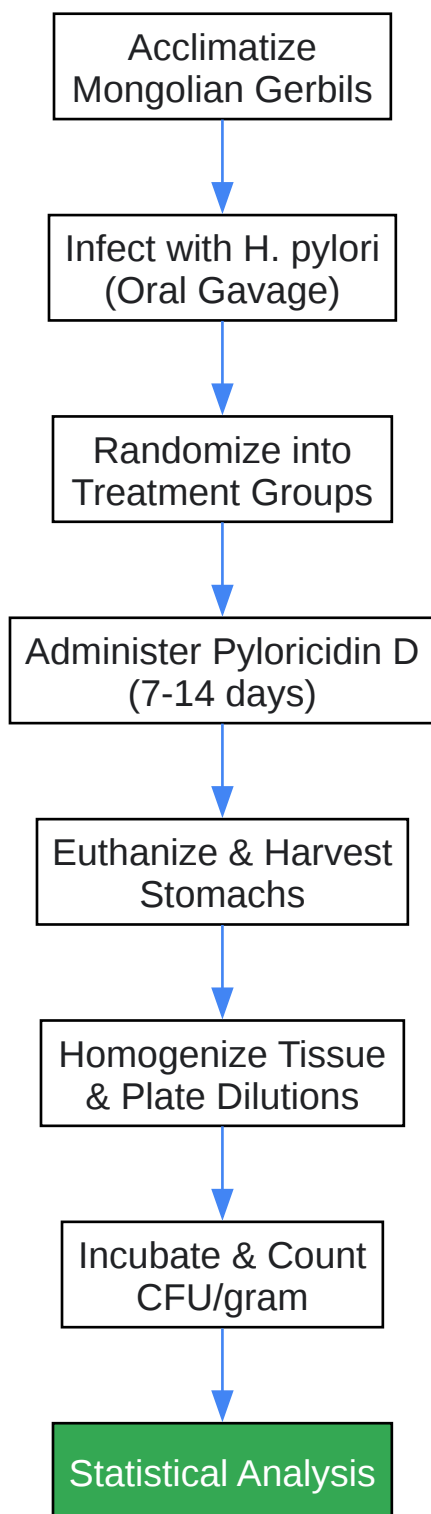 Acclimatize
Mongolian Gerbils
Infect with H. pylori
(Oral Gavage)
Randomize into
Treatment Groups
Administer Pyloricidin D
(7-14 days)
Euthanize & Harvest
Stomachs
Homogenize Tissue
& Plate Dilutions
Incubate & Count
CFU/gram
Statistical Analysis